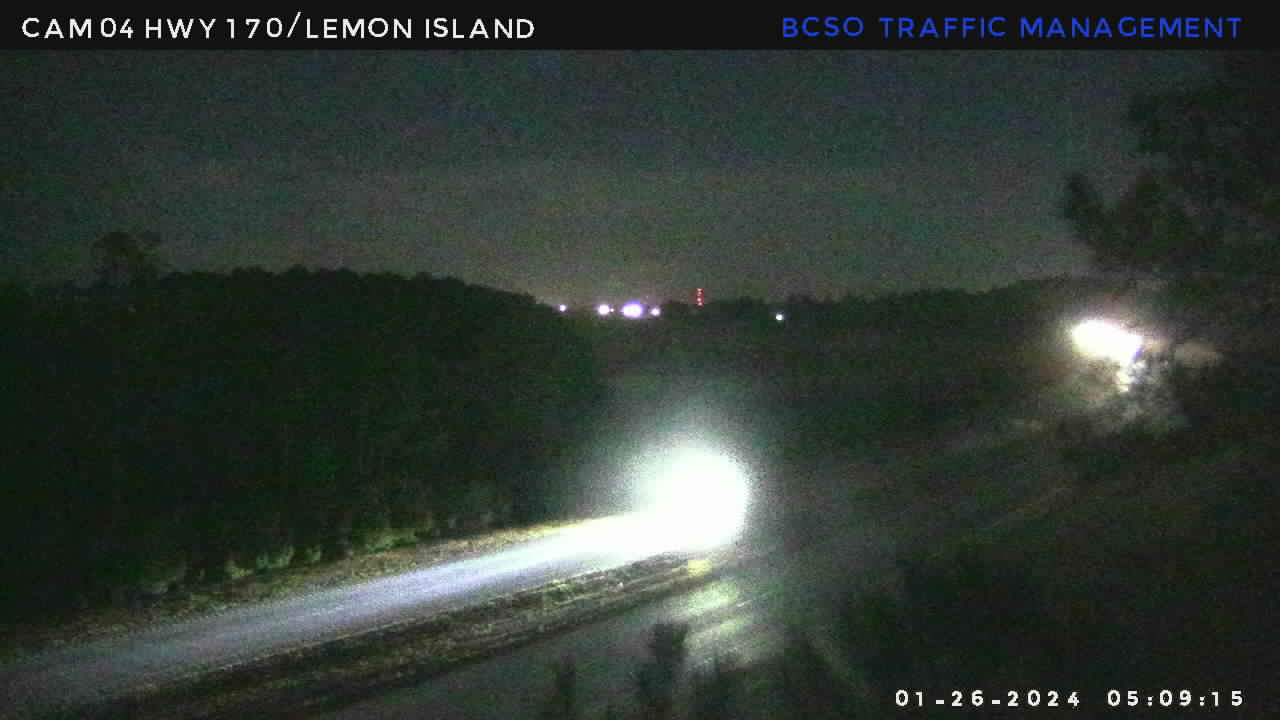 CAM04 HWY 170/LEMON ISLAND
BCSO TRAFFIC MANAGEMENT
01-26-2024 05:09:15